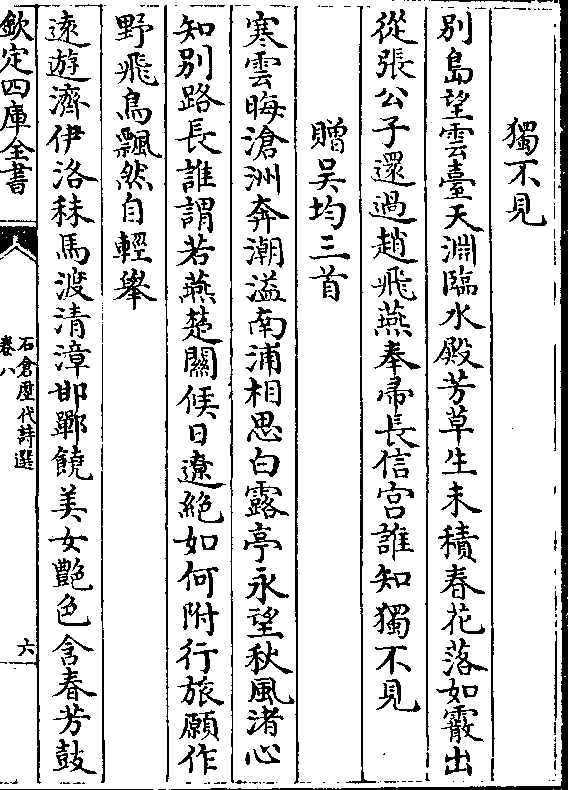 獨不見
別島望雲臺天淵臨水殿芳草生未積春花落如霰出
從張公子還過趙飛燕奉帚長信宫誰知獨不見
贈吴均三首
寒雲晦滄洲奔潮溢南浦相思白露亭永望秋風渚心
知别路長誰謂若燕楚關候日遼絶如何附行旅願作
野飛鳥飄然自輕舉
逺遊濟伊洛秣馬渡清漳邯鄲饒美女艷色含春芳鼓
欽定四庫全書
石倉歴代詩選
卷八
六